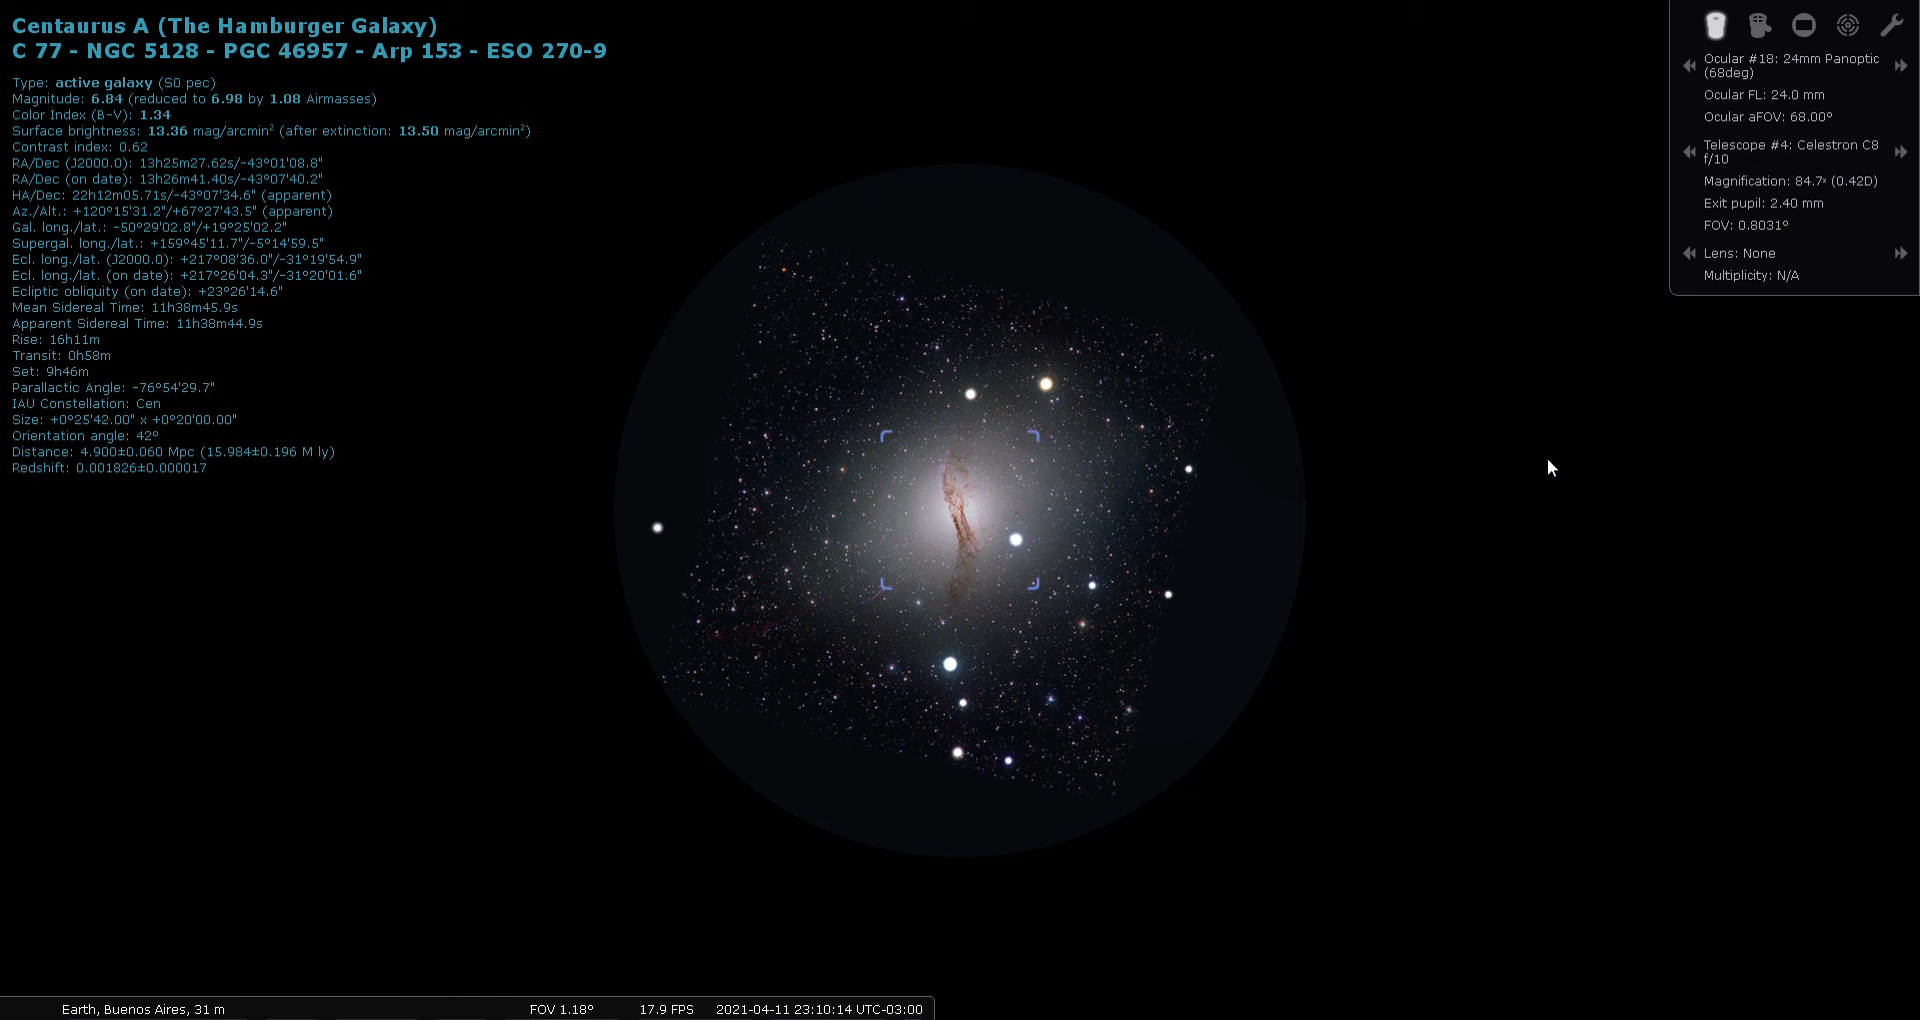 Centaurus A (The Hamburger Galaxy)
C 77 - NGC 5128 - PGC 46957 - Arp 153 - ESO 270-9
Type: active galaxy (S0 pec)
Magnitude: 6.84 (reduced to 6.98 by 1.08 Airmasses)
Color Index (B-V): 1.34
Surface brightness: 13.36 mag/arcmin² (after extinction: 13.50 mag/arcmin²)
Contrast index: 0.62
RA/Dec (J2000.0): 13h25m27.62s/-43°01'08.8"
RA/Dec (on date): 13h26m41.40s/-43°07'40.2"
HA/Dec: 22h12m05.71s/-43°07'34.6" (apparent)
Az./Alt.: +120°15'31.2"/+67°27'43.5" (apparent)
Gal. long./lat.: -50°29'02.8"/+19°25'02.2"
Supergal. long./lat.: +159°45'11.7"/-5°14'59.5"
Ecl. long./lat. (J2000.0): +217°08'36.0"/-31°19'54.9"
Ecl. long./lat. (on date): +217°26'04.3"/-31°20'01.6"
Ecliptic obliquity (on date): +23°26'14.6"
Mean Sidereal Time: 11h38m45.9s
Apparent Sidereal Time: 11h38m44.9s
Rise: 16h11m
Transit: 0h58m
Set: 9h46m
Parallactic Angle: -76°54'29.7"
IAU Constellation: Cen
Size: +0°25'42.00" x +0°20'00.00"
Orientation angle: 42°
Distance: 4.900±0.060 Mpc (15.984±0.196 M ly)
Redshift: 0.001826±0.000017
Ocular #18: 24mm Panoptic
(68deg)
Ocular FL: 24.0 mm
Ocular aFOV: 68.00°
Telescope #4: Celestron C8
f/10
Magnification: 84.7ˣ (0.42D)
Exit pupil: 2.40 mm
FOV: 0.8031°
Lens: None
Multiplicity: N/A
Earth, Buenos Aires, 31 m FOV 1.18° 17.9 FPS 2021-04-11 23:10:14 UTC-03:00